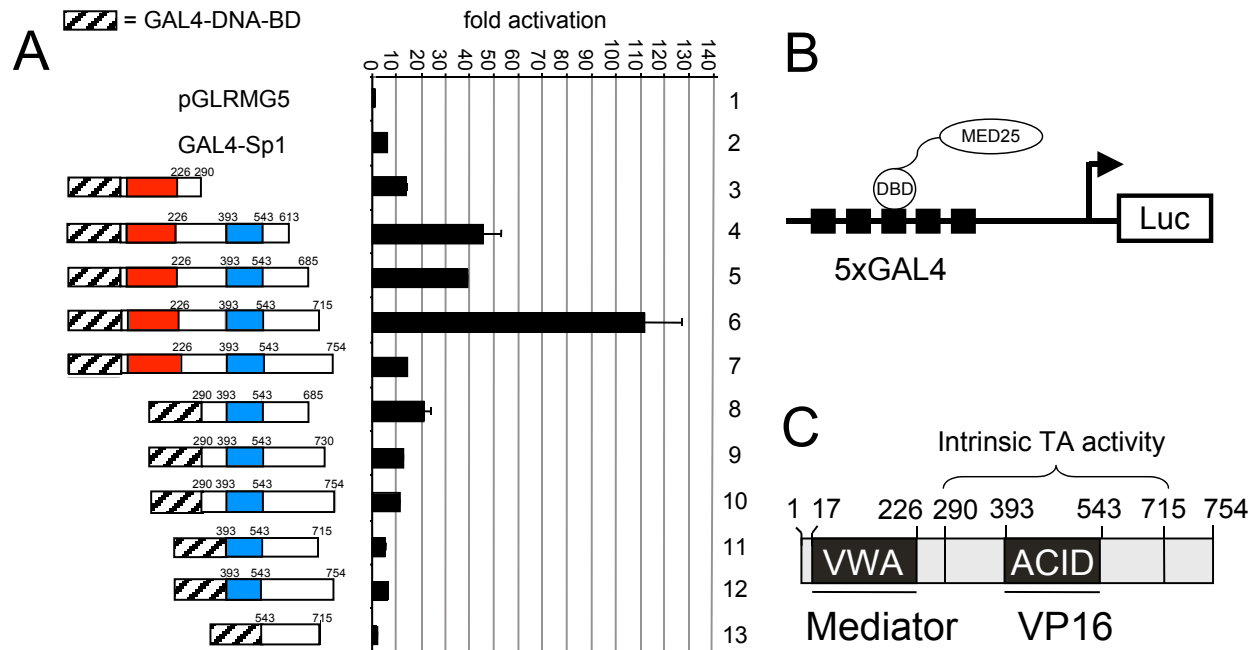 A
= GAL4-DNA-BD
fold activation
0 10 20 30 40 50 60 70 80 90 100 110 120 130 140
pGLRMG5 1
GAL4-Sp1 2
226 290 3
226 393 543 613 4
226 393 543 685 5
226 393 543 715 6
226 393 543 754 7
290 393 543 685 8
290 393 543 730 9
290 393 543 754 10
393 543 715 11
393 543 754 12
543 715 13
B
MED25
DBD
Luc
5xGAL4
C
Intrinsic TA activity
1 17 226 290 393 543 715 754
VWA ACID
Mediator VP16